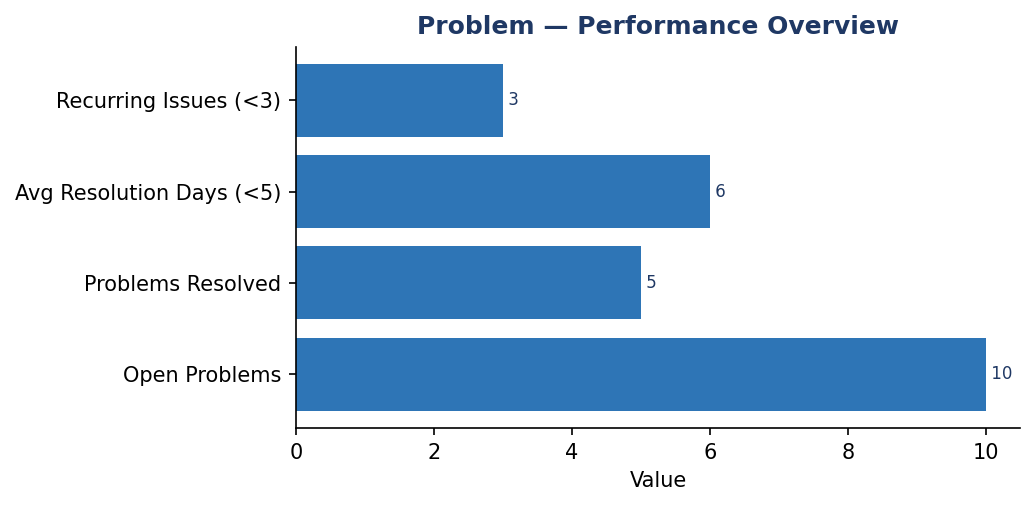 Problem — Performance Overview
Recurring Issues (<3)
3
Avg Resolution Days (<5)
6
Problems Resolved
5
Open Problems
10
0 2 4 6 8 10
Value